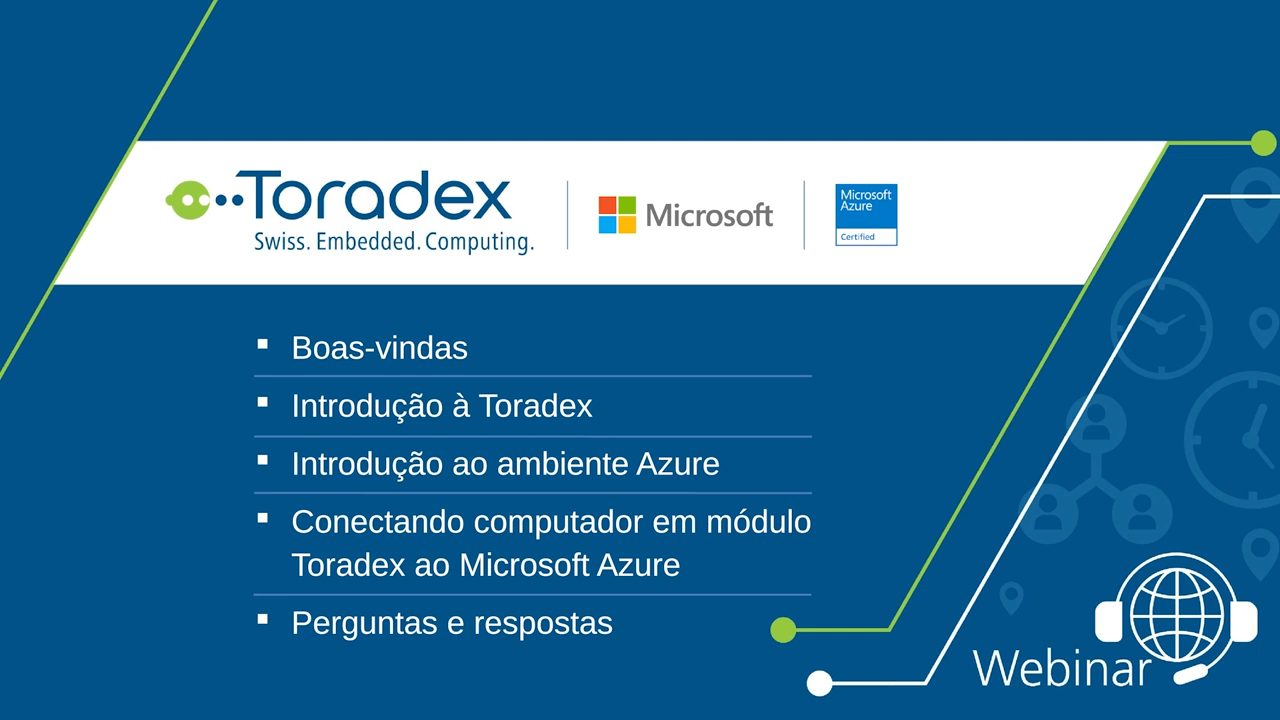 Toradex
Swiss. Embedded. Computing.
Microsoft
Microsoft
Azure
Certified
▪ Boas-vindas
▪ Introdução à Toradex
▪ Introdução ao ambiente Azure
▪ Conectando computador em módulo
Toradex ao Microsoft Azure
▪ Perguntas e respostas
Webinar